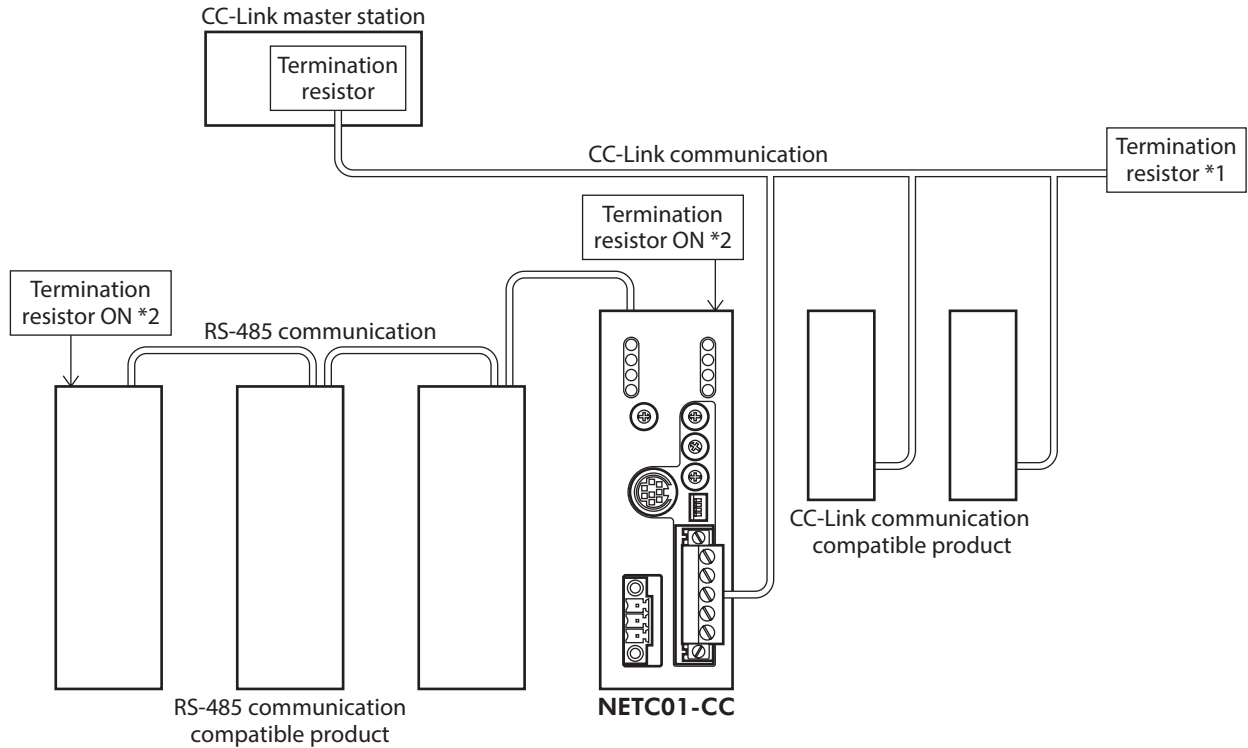 CC-Link master station
Termination
resistor
CC-Link communication
Termination
resistor *1
Termination
resistor ON *2
Termination
resistor ON *2
RS-485 communication
CC-Link communication
compatible product
NETC01-CC
RS-485 communication
compatible product